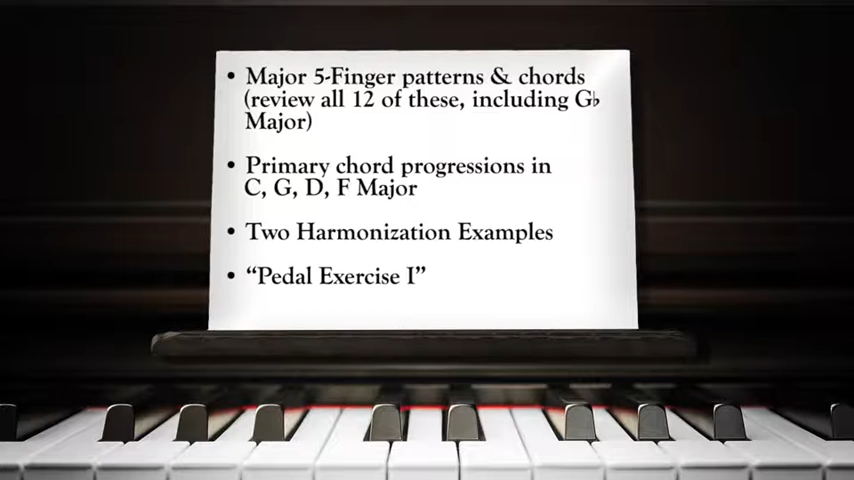 • Major 5-Finger patterns & chords
(review all 12 of these, including G♭
Major)
• Primary chord progressions in
C, G, D, F Major
• Two Harmonization Examples
• “Pedal Exercise I”